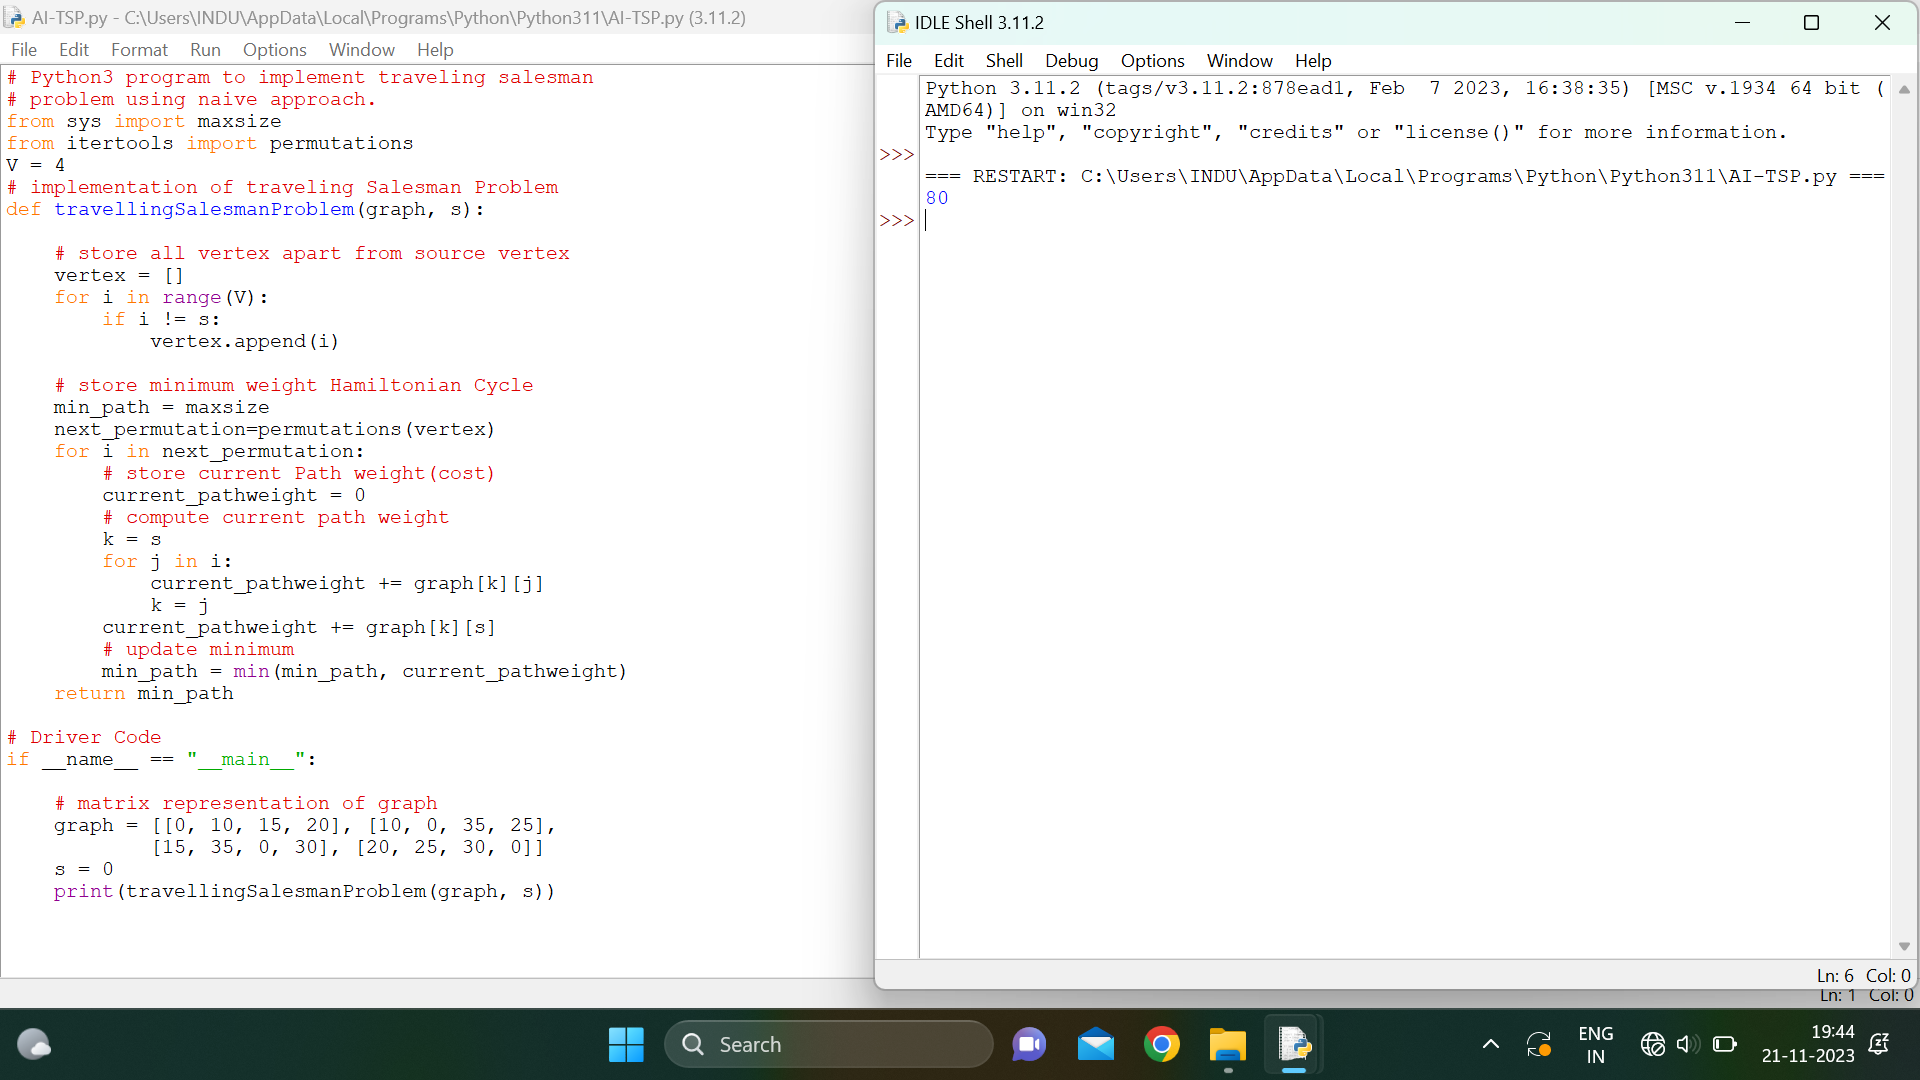 AI-TSP.py - C:\Users\INDU\AppData\Local\Programs\Python\Python311\AI-TSP.py (3.11.2)
File Edit Format Run Options Window Help
# Python3 program to implement traveling salesman
# problem using naive approach.
from sys import maxsize
from itertools import permutations
V = 4
# implementation of traveling Salesman Problem
def travellingSalesmanProblem(graph, s):
    # store all vertex apart from source vertex
    vertex = []
    for i in range(V):
        if i != s:
            vertex.append(i)
    # store minimum weight Hamiltonian Cycle
    min_path = maxsize
    next_permutation=permutations(vertex)
    for i in next_permutation:
        # store current Path weight(cost)
        current_pathweight = 0
        # compute current path weight
        k = s
        for j in i:
            current_pathweight += graph[k][j]
            k = j
        current_pathweight += graph[k][s]
        # update minimum
        min_path = min(min_path, current_pathweight)
    return min_path
# Driver Code
if __name__ == "__main__":
    # matrix representation of graph
    graph = [[0, 10, 15, 20], [10, 0, 35, 25],
            [15, 35, 0, 30], [20, 25, 30, 0]]
    s = 0
    print(travellingSalesmanProblem(graph, s))
IDLE Shell 3.11.2
File Edit Shell Debug Options Window Help
Python 3.11.2 (tags/v3.11.2:878ead1, Feb  7 2023, 16:38:35) [MSC v.1934 64 bit (
AMD64)] on win32
Type "help", "copyright", "credits" or "license()" for more information.
>>>
=== RESTART: C:\Users\INDU\AppData\Local\Programs\Python\Python311\AI-TSP.py ===
80
>>>
Ln: 6 Col: 0
Ln: 1 Col: 0
Search
ENG
IN
19:44
21-11-2023